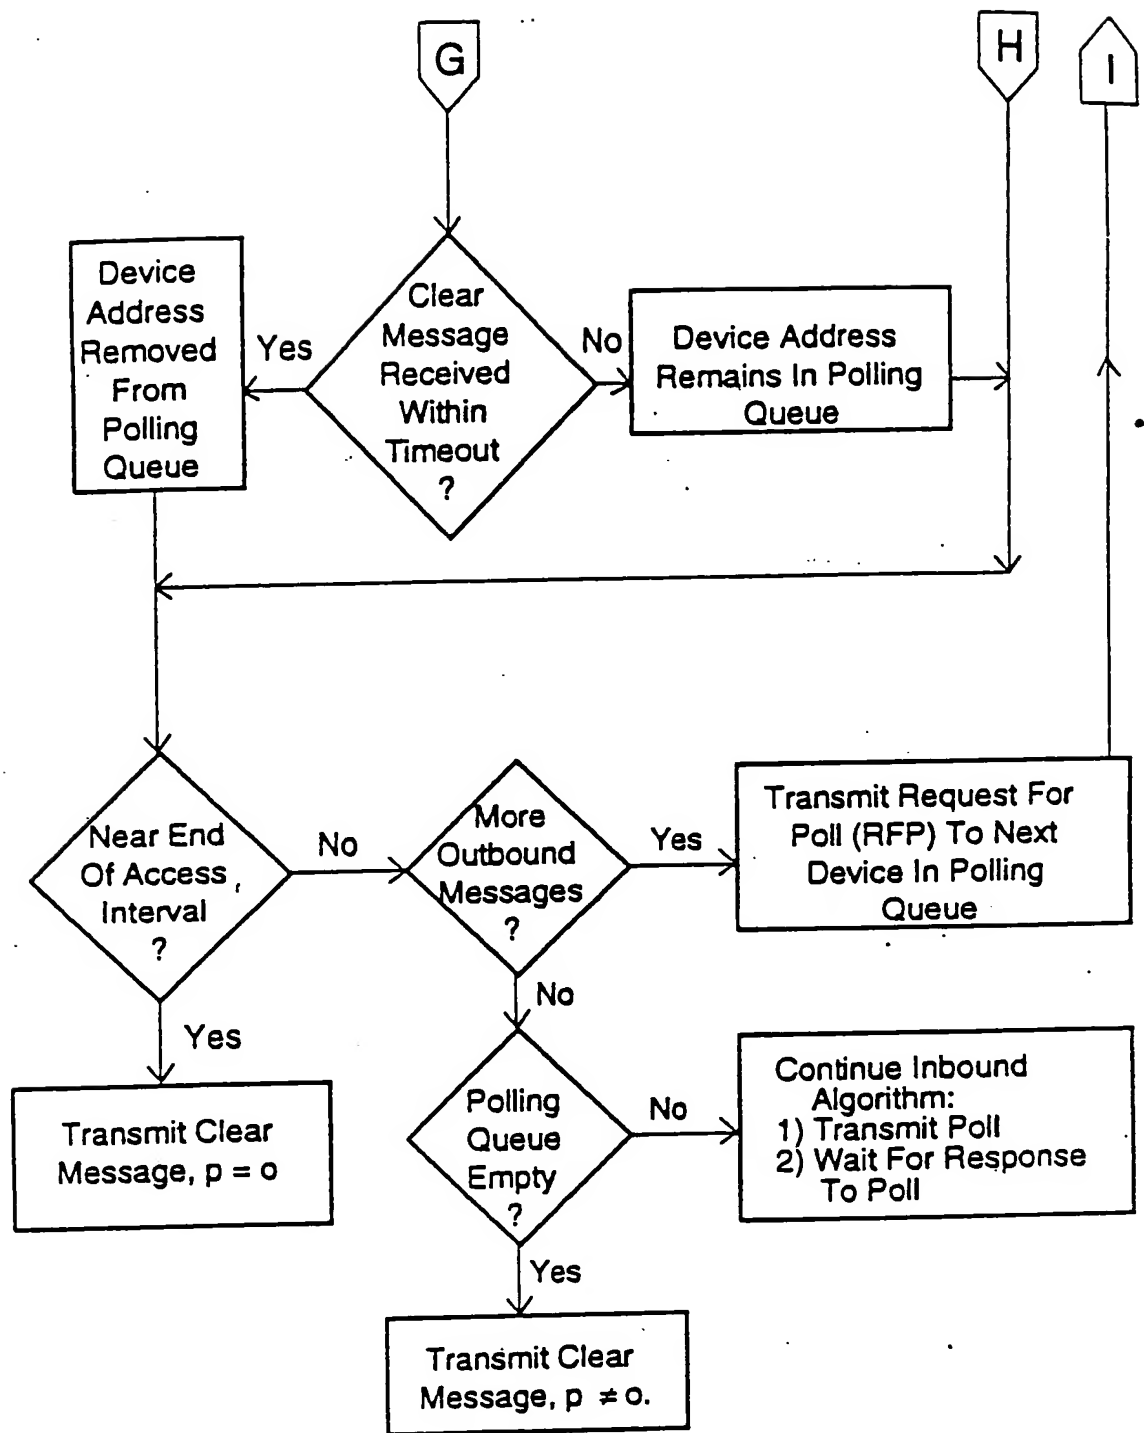 G
H
I
Device
Address
Removed
From
Polling
Queue
Yes
Clear
Message
Received
Within
Timeout
?
No
Device Address
Remains In Polling
Queue
Near End
Of Access
Interval
?
No
More
Outbound
Messages
?
Yes
Transmit Request For
Poll (RFP) To Next
Device In Polling
Queue
Yes
No
Transmit Clear
Message, p = o
Polling
Queue
Empty
?
No
Continue Inbound
Algorithm:
1) Transmit Poll
2) Wait For Response
To Poll
Yes
Transmit Clear
Message, p ≠ o.